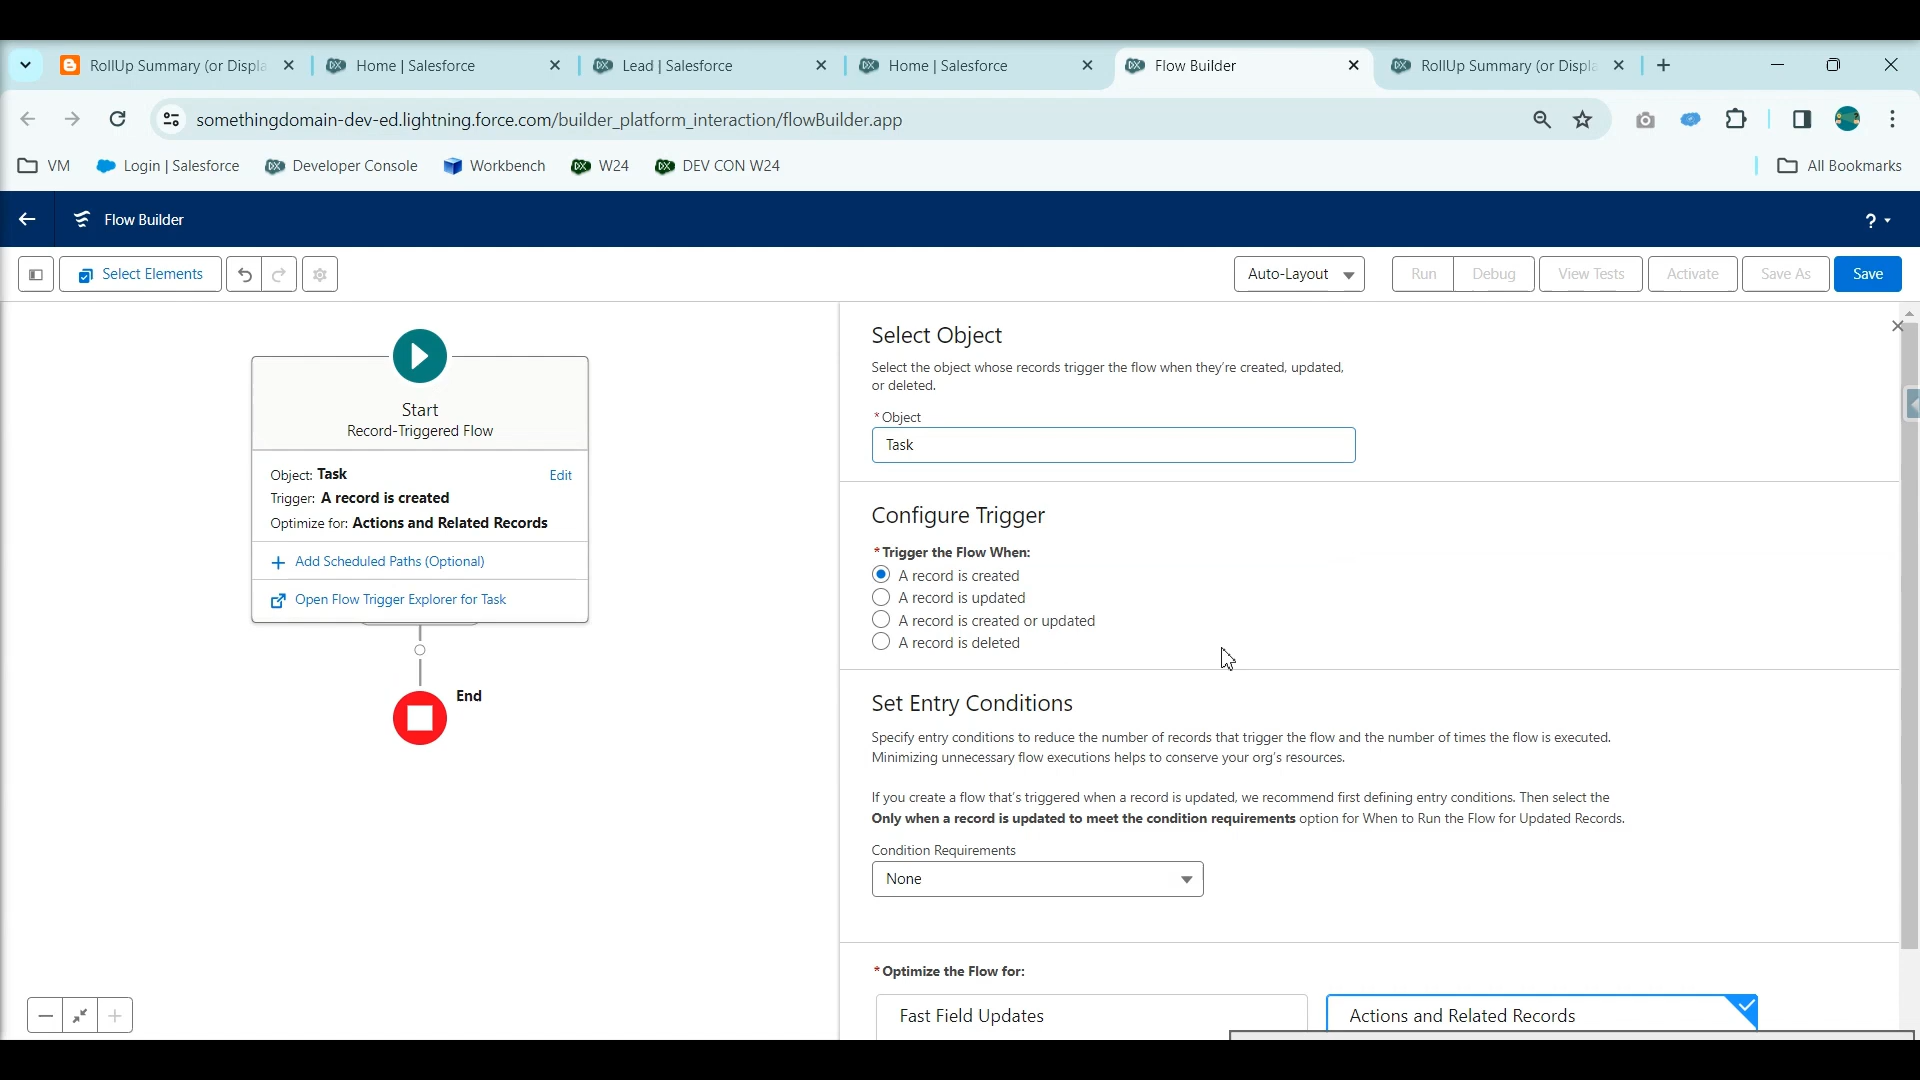 RollUp Summary (or Displa
Home | Salesforce
Lead | Salesforce
Home | Salesforce
Flow Builder
RollUp Summary (or Displa
somethingdomain-dev-ed.lightning.force.com/builder_platform_interaction/flowBuilder.app
VM
Login | Salesforce
Developer Console
Workbench
W24
DEV CON W24
All Bookmarks
Flow Builder
?
Select Elements
Auto-Layout
Run
Debug
View Tests
Activate
Save As
Save
Start
Record-Triggered Flow
Object: Task
Edit
Trigger: A record is created
Optimize for: Actions and Related Records
Add Scheduled Paths (Optional)
Open Flow Trigger Explorer for Task
End
Select Object
Select the object whose records trigger the flow when they're created, updated,
or deleted.
* Object
Task
Configure Trigger
* Trigger the Flow When:
A record is created
A record is updated
A record is created or updated
A record is deleted
Set Entry Conditions
Specify entry conditions to reduce the number of records that trigger the flow and the number of times the flow is executed.
Minimizing unnecessary flow executions helps to conserve your org's resources.
If you create a flow that's triggered when a record is updated, we recommend first defining entry conditions. Then select the
Only when a record is updated to meet the condition requirements option for When to Run the Flow for Updated Records.
Condition Requirements
None
* Optimize the Flow for:
Fast Field Updates
Actions and Related Records